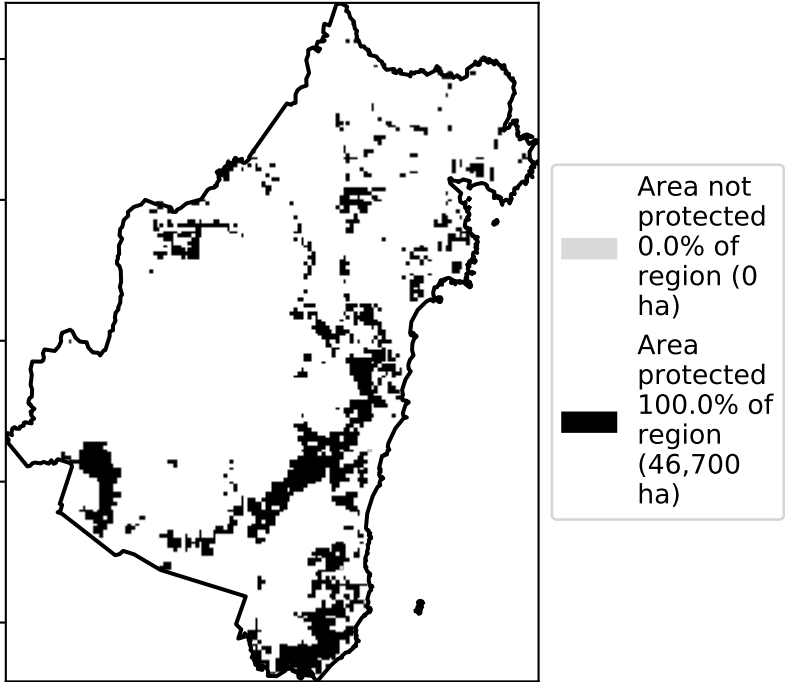 Area not
protected
0.0% of
region (0
ha)
Area
protected
100.0% of
region
(46,700
ha)